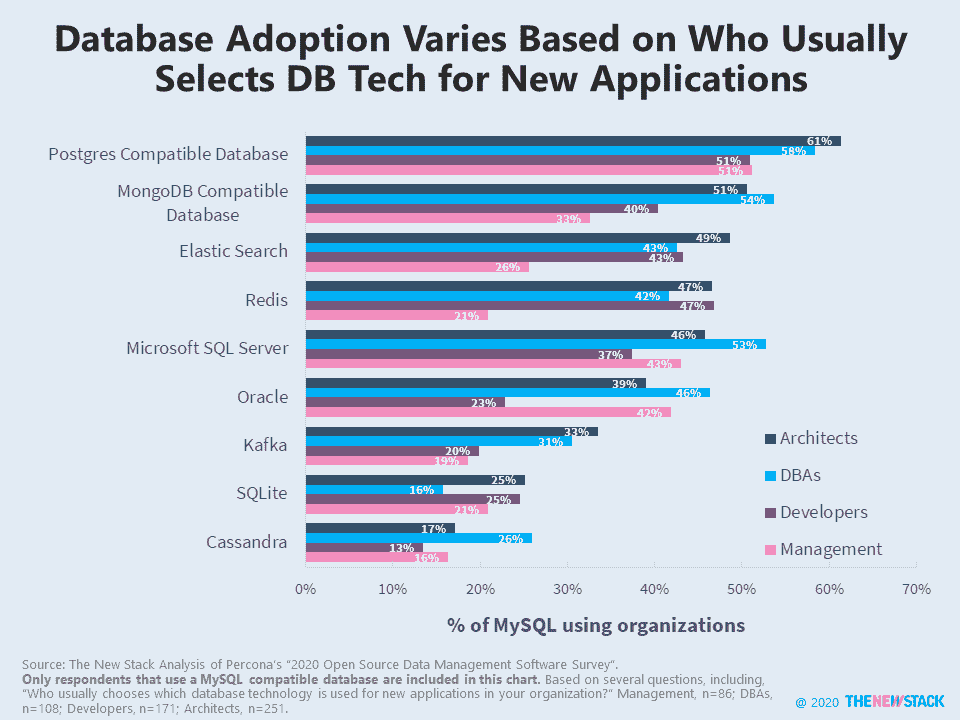 Database Adoption Varies Based on Who Usually
Selects DB Tech for New Applications
Postgres Compatible Database
61%
58%
51%
51%
MongoDB Compatible
Database
51%
54%
40%
33%
Elastic Search
49%
43%
43%
26%
Redis
47%
42%
47%
21%
Microsoft SQL Server
46%
53%
37%
43%
Oracle
39%
46%
23%
42%
Kafka
33%
31%
20%
19%
SQLite
25%
16%
25%
21%
Cassandra
17%
26%
13%
16%
Architects
DBAs
Developers
Management
0% 10% 20% 30% 40% 50% 60% 70%
% of MySQL using organizations
Source: The New Stack Analysis of Percona's "2020 Open Source Data Management Software Survey".
Only respondents that use a MySQL compatible database are included in this chart. Based on several questions, including,
"Who usually chooses which database technology is used for new applications in your organization?" Management, n=86; DBAs,
n=108; Developers, n=171; Architects, n=251.
@ 2020 THENEWSTACK